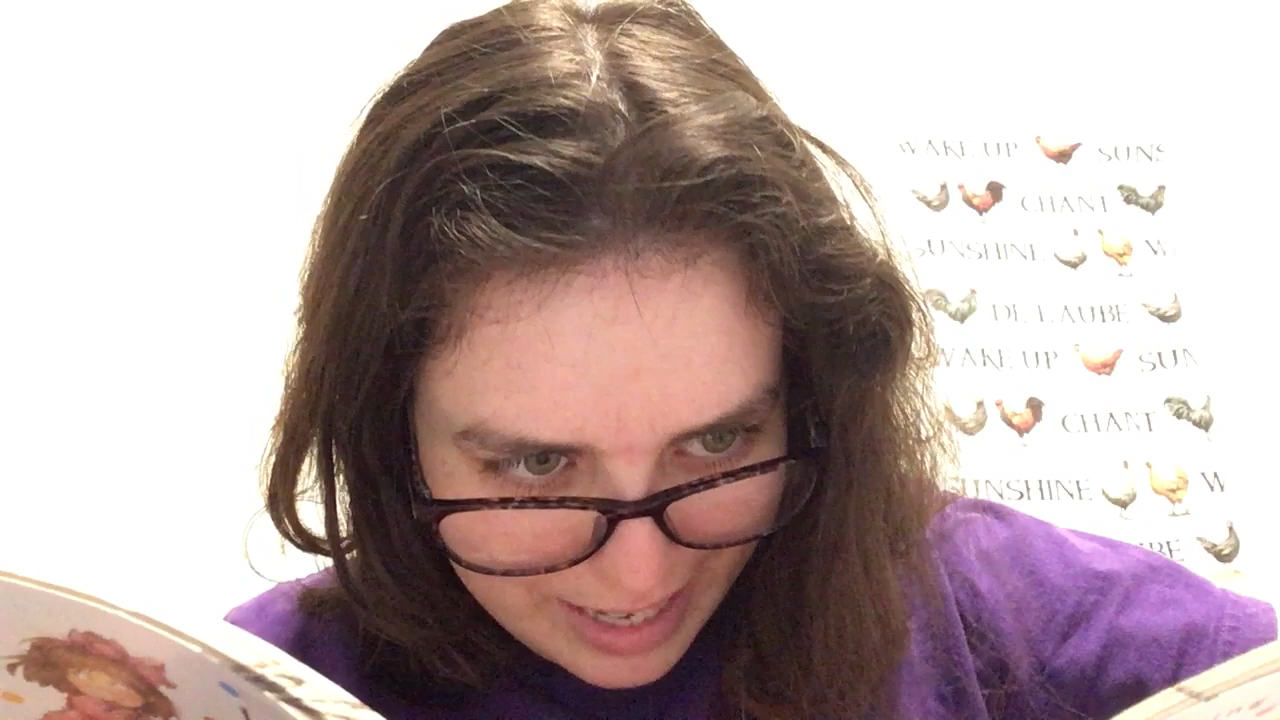 WAKE UP SUNS
CHANT
SUNSHINE W
DE L'AUBE
WAKE UP SUN
CHANT
SUNSHINE W